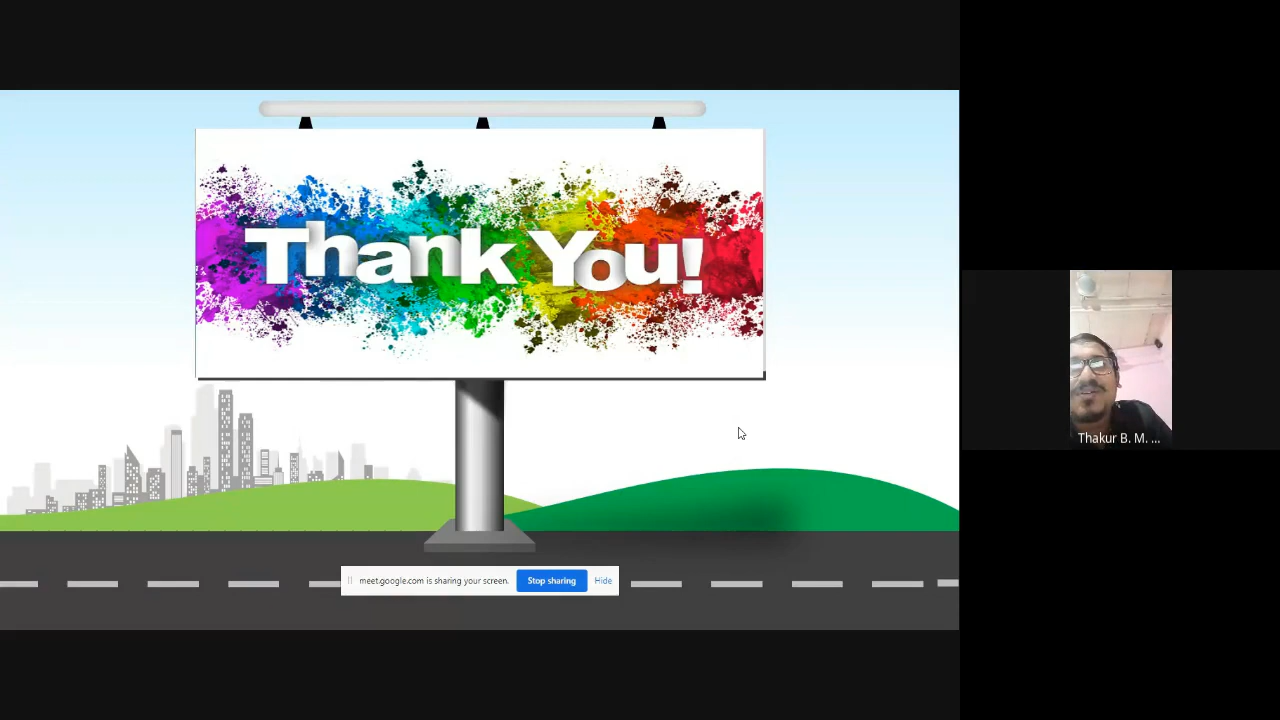 Thank You!
meet.google.com is sharing your screen.
Stop sharing
Hide
Thakur B. M. ...